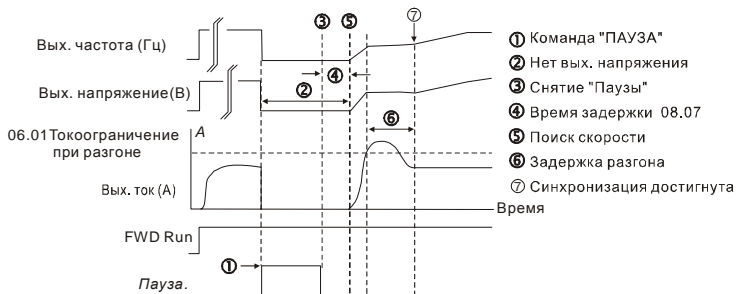 ③ ⑤ ⑦
Вых. частота (Гц)
④
Вых. напряжение(В)
②
06.01Токоограничение
при разгоне
A
⑥
Вых. ток (А)
Время
FWD Run
①
Пауза.
① Команда "ПАУЗА"
② Нет вых. напряжения
③ Снятие "Паузы"
④ Время задержки 08.07
⑤ Поиск скорости
⑥ Задержка разгона
⑦ Синхронизация достигнута